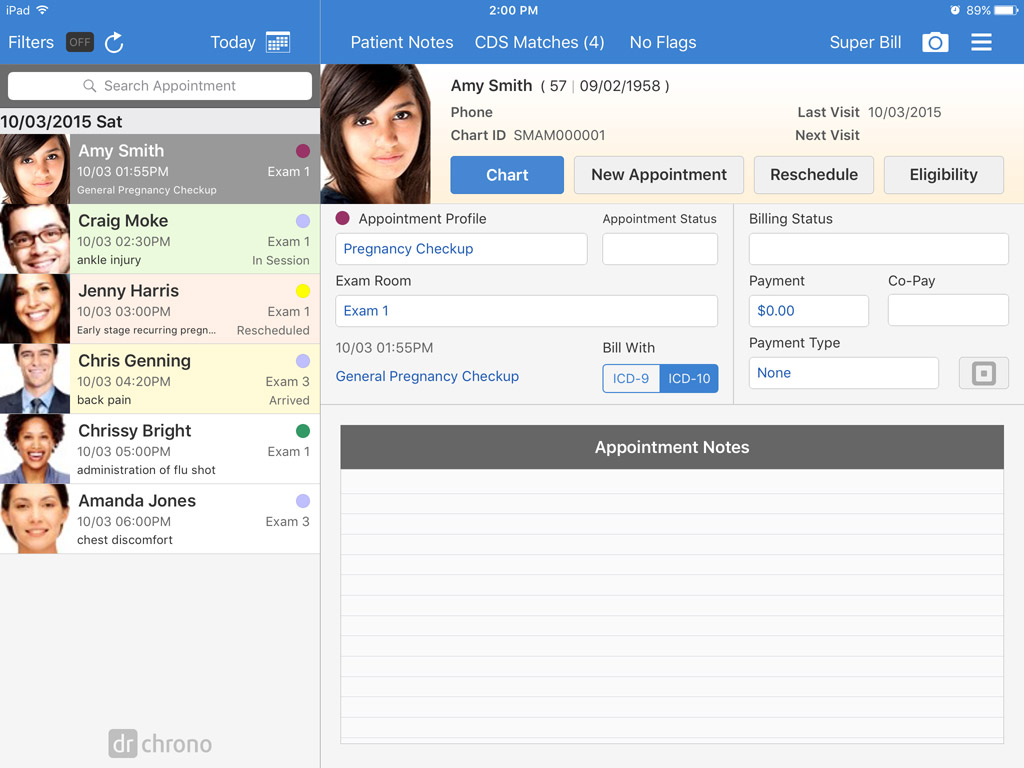 iPad 2:00 PM 89%
Filters OFF Today
Patient Notes CDS Matches (4) No Flags Super Bill
Search Appointment
10/03/2015 Sat
Amy Smith
10/03 01:55PM Exam 1
General Pregnancy Checkup
Craig Moke
10/03 02:30PM Exam 1
ankle injury In Session
Jenny Harris
10/03 03:00PM Exam 1
Early stage recurring pregn... Rescheduled
Chris Genning
10/03 04:20PM Exam 3
back pain Arrived
Chrissy Bright
10/03 05:00PM Exam 1
administration of flu shot
Amanda Jones
10/03 06:00PM Exam 3
chest discomfort
dr chrono
Amy Smith ( 57 | 09/02/1958 )
Phone Last Visit 10/03/2015
Chart ID SMAM000001 Next Visit
Chart New Appointment Reschedule Eligibility
Appointment Profile Appointment Status Billing Status
Pregnancy Checkup
Exam Room Payment Co-Pay
Exam 1 $0.00
10/03 01:55PM Bill With Payment Type
General Pregnancy Checkup ICD-9 ICD-10 None
Appointment Notes